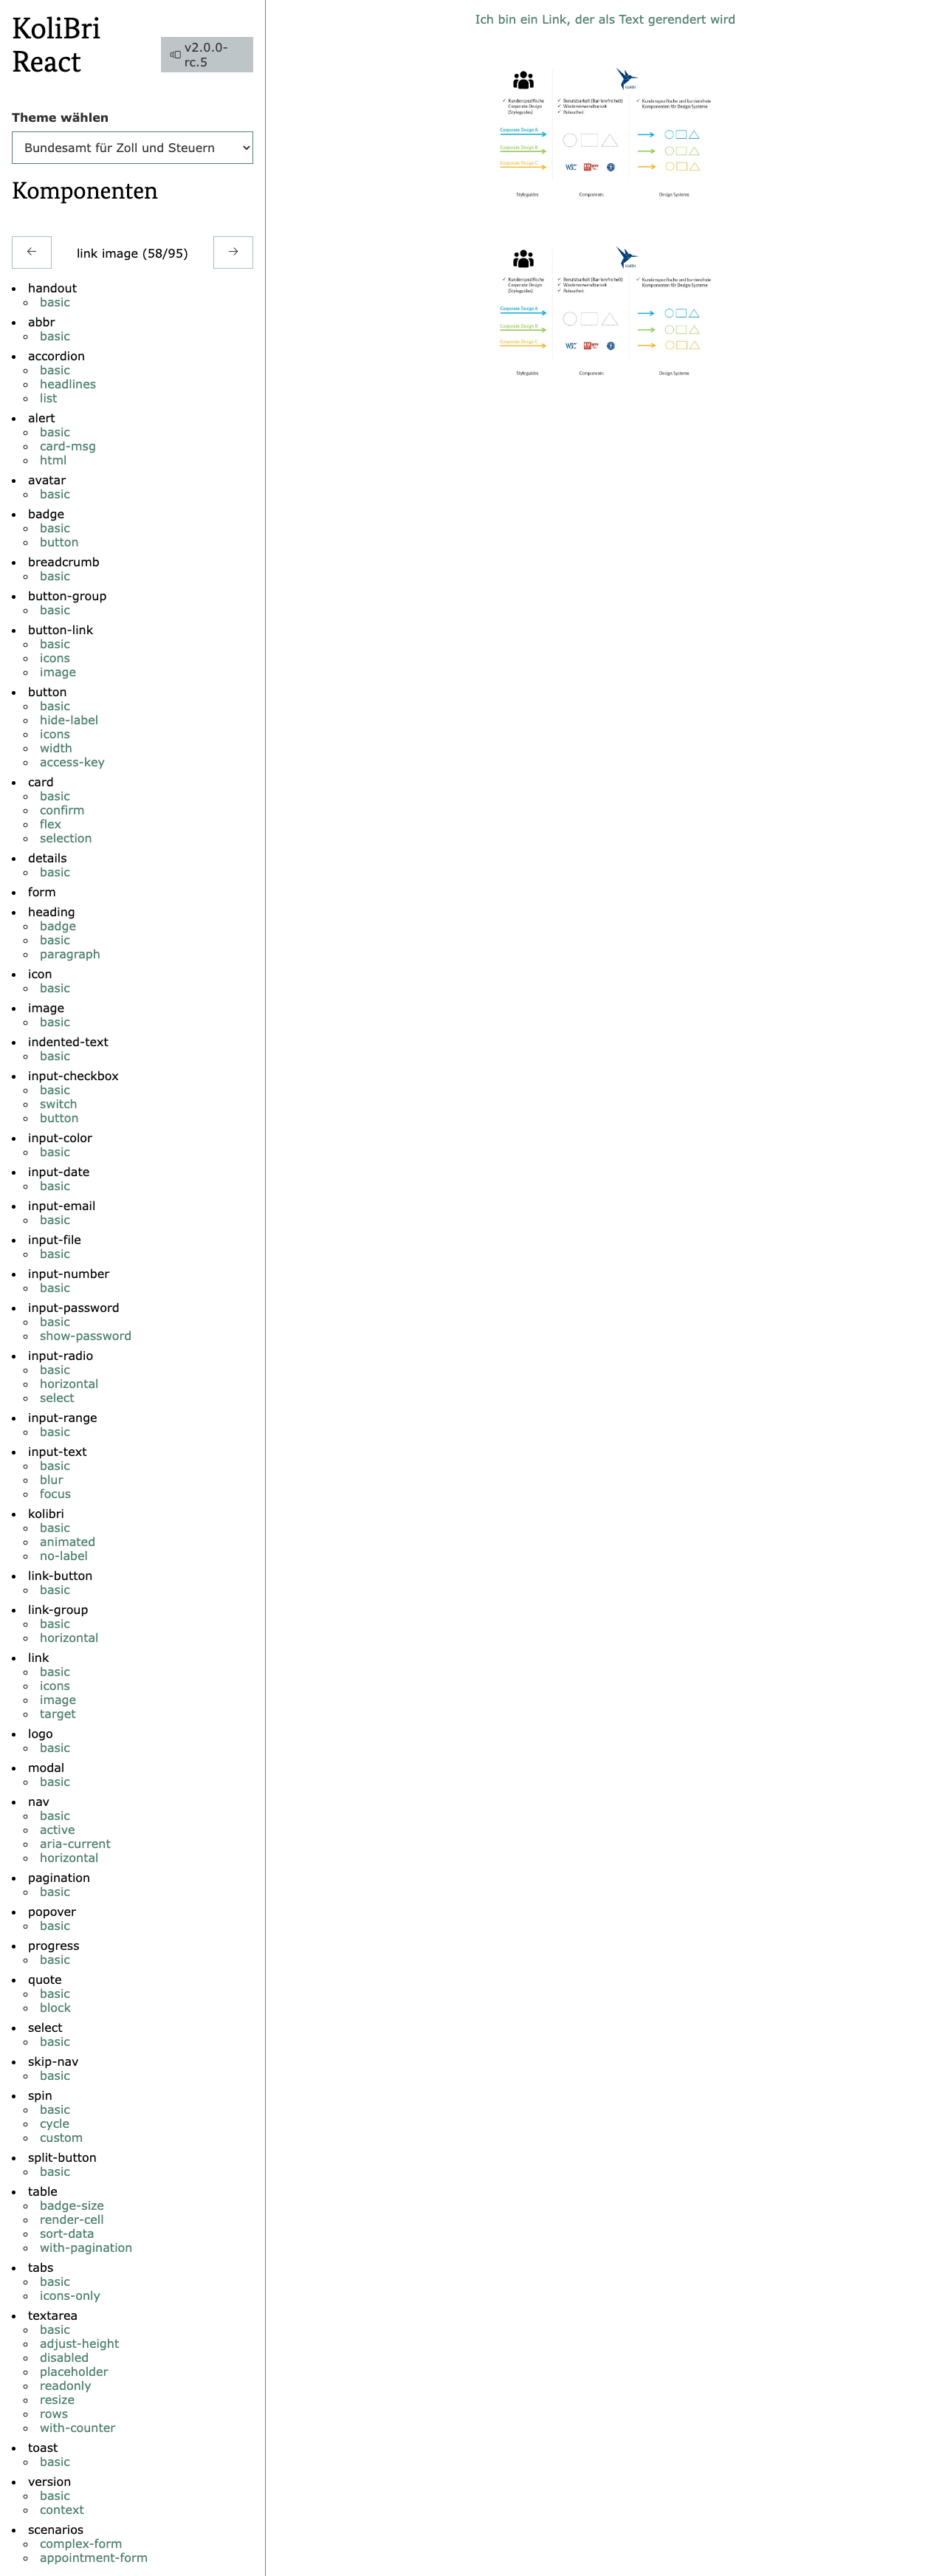 KoliBri
React
v2.0.0-
rc.5
Theme wählen
Bundesamt für Zoll und Steuern
Komponenten
link image (58/95)
handout
basic
abbr
basic
accordion
basic
headlines
list
alert
basic
card-msg
html
avatar
basic
badge
basic
button
breadcrumb
basic
button-group
basic
button-link
basic
icons
image
button
basic
hide-label
icons
width
access-key
card
basic
confirm
flex
selection
details
basic
form
heading
badge
basic
paragraph
icon
basic
image
basic
indented-text
basic
input-checkbox
basic
switch
button
input-color
basic
input-date
basic
input-email
basic
input-file
basic
input-number
basic
input-password
basic
show-password
input-radio
basic
horizontal
select
input-range
basic
input-text
basic
blur
focus
kolibri
basic
animated
no-label
link-button
basic
link-group
basic
horizontal
link
basic
icons
image
target
logo
basic
modal
basic
nav
basic
active
aria-current
horizontal
pagination
basic
popover
basic
progress
basic
quote
basic
block
select
basic
skip-nav
basic
spin
basic
cycle
custom
split-button
basic
table
badge-size
render-cell
sort-data
with-pagination
tabs
basic
icons-only
textarea
basic
adjust-height
disabled
placeholder
readonly
resize
rows
with-counter
toast
basic
version
basic
context
scenarios
complex-form
appointment-form
Ich bin ein Link, der als Text gerendert wird
KoliBri
Kundenspezifische
Corporate Design
(Styleguides)
Benutzbarkeit (Barrierefreiheit)
Wiederverwendbarkeit
Robustheit
Kundenspezifische und barrierefreie
Komponenten für Design Systeme
Corporate Design A
Corporate Design B
Corporate Design C
Styleguides
Components
Design Systeme
KoliBri
Kundenspezifische
Corporate Design
(Styleguides)
Benutzbarkeit (Barrierefreiheit)
Wiederverwendbarkeit
Robustheit
Kundenspezifische und barrierefreie
Komponenten für Design Systeme
Corporate Design A
Corporate Design B
Corporate Design C
Styleguides
Components
Design Systeme